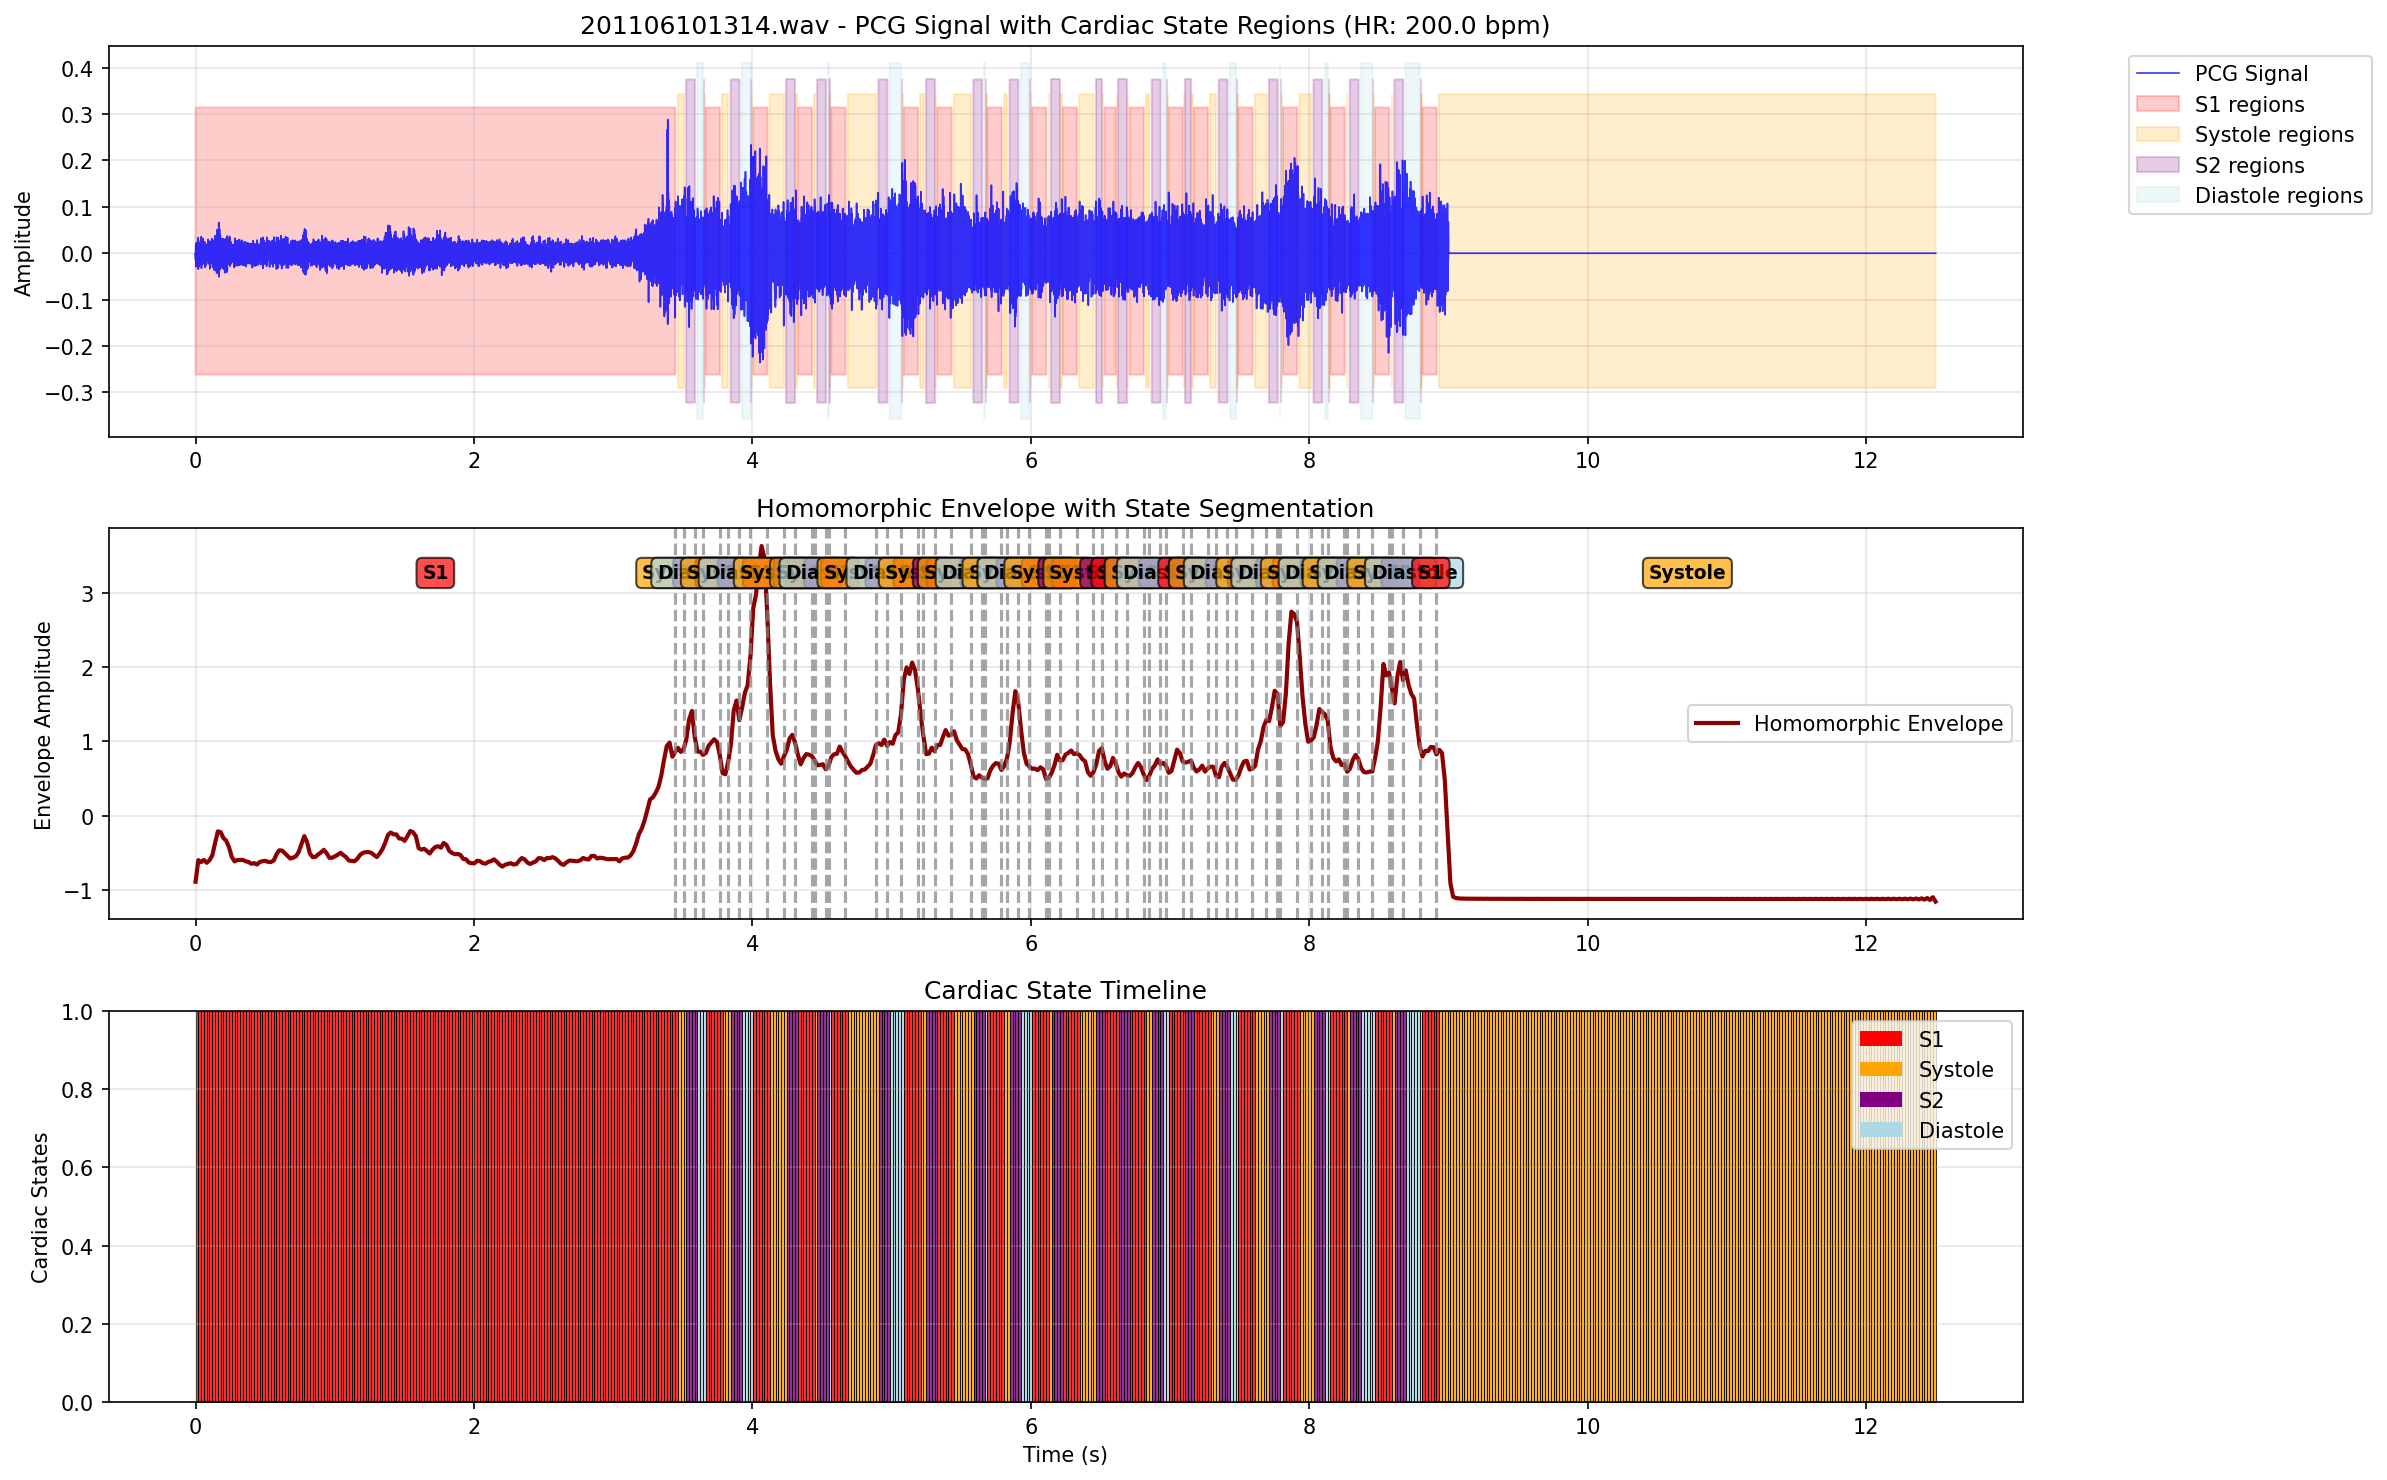 201106101314.wav - PCG Signal with Cardiac State Regions (HR: 200.0 bpm)
Amplitude
0.4
0.3
0.2
0.1
0.0
−0.1
−0.2
−0.3
0 2 4 6 8 10 12
PCG Signal
S1 regions
Systole regions
S2 regions
Diastole regions
Homomorphic Envelope with State Segmentation
Envelope Amplitude
3
2
1
0
−1
S1
Systole
0 2 4 6 8 10 12
Homomorphic Envelope
Cardiac State Timeline
Cardiac States
1.0
0.8
0.6
0.4
0.2
0.0
0 2 4 6 8 10 12
Time (s)
S1
Systole
S2
Diastole